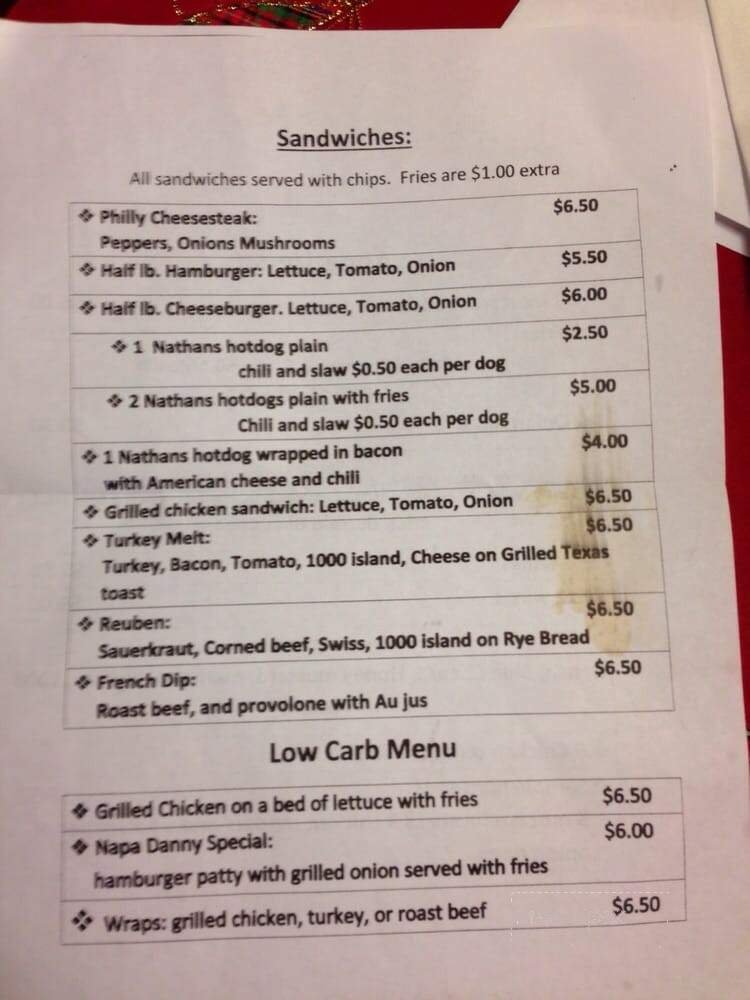 Sandwiches:
All sandwiches served with chips. Fries are $1.00 extra
❖ Philly Cheesesteak: $6.50
Peppers, Onions Mushrooms
❖ Half lb. Hamburger: Lettuce, Tomato, Onion $5.50
❖ Half lb. Cheeseburger. Lettuce, Tomato, Onion $6.00
❖ 1 Nathans hotdog plain $2.50
chili and slaw $0.50 each per dog
❖ 2 Nathans hotdogs plain with fries $5.00
Chili and slaw $0.50 each per dog
❖ 1 Nathans hotdog wrapped in bacon $4.00
with American cheese and chili
❖ Grilled chicken sandwich: Lettuce, Tomato, Onion $6.50
❖ Turkey Melt: $6.50
Turkey, Bacon, Tomato, 1000 island, Cheese on Grilled Texas
toast
❖ Reuben: $6.50
Sauerkraut, Corned beef, Swiss, 1000 island on Rye Bread
❖ French Dip: $6.50
Roast beef, and provolone with Au jus
Low Carb Menu
❖ Grilled Chicken on a bed of lettuce with fries $6.50
❖ Napa Danny Special: $6.00
hamburger patty with grilled onion served with fries
❖ Wraps: grilled chicken, turkey, or roast beef $6.50